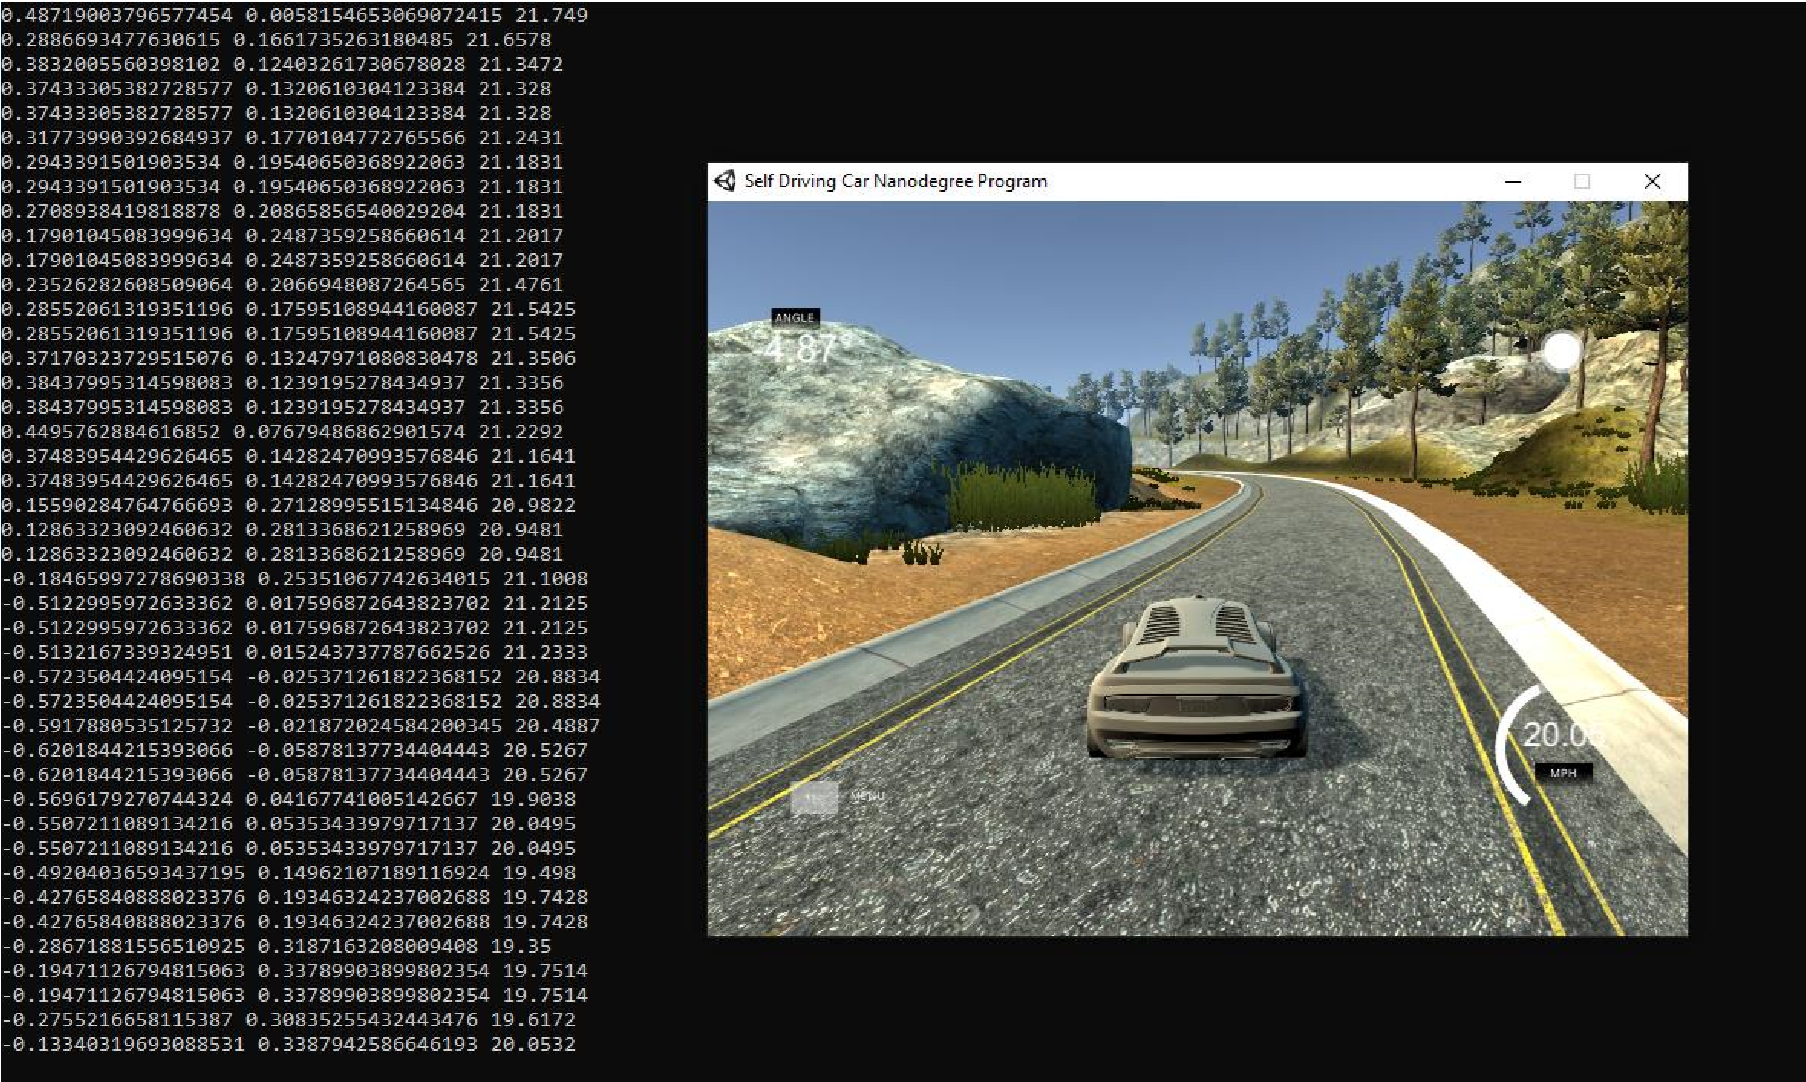 0.48719003796577454 0.0058154653069072415 21.749
0.2886693477630615 0.1661735263180485 21.6578
0.3832005560398102 0.12403261730678028 21.3472
0.37433305382728577 0.1320610304123384 21.328
0.37433305382728577 0.1320610304123384 21.328
0.31773990392684937 0.1770104772765566 21.2431
0.2943391501903534 0.19540650368922063 21.1831
0.2943391501903534 0.19540650368922063 21.1831
0.27089384198188878 0.20865856540029204 21.1831
0.17901045083999634 0.2487359258660614 21.2017
0.17901045083999634 0.2487359258660614 21.2017
0.23526282608509064 0.2066948087264565 21.4761
0.28552061319351196 0.17595108944160087 21.5425
0.28552061319351196 0.17595108944160087 21.5425
0.371703237295150​76 0.13247971080830478 21.3506
0.38437995314598083 0.1239195278434937 21.3356
0.38437995314598083 0.1239195278434937 21.3356
0.44957628846168​52 0.07679486862901574 21.2292
0.37483954429626465 0.14282470993576846 21.1641
0.37483954429626465 0.14282470993576846 21.1641
0.15590284764766693 0.27128995515134846 20.9822
0.12863323092460632 0.2813368621258969 20.9481
0.12863323092460632 0.2813368621258969 20.9481
-0.18465997278690338 0.25351067742634015 21.1008
-0.5122995972633362 0.017596872643823702 21.2125
-0.5122995972633362 0.017596872643823702 21.2125
-0.5132167339324951 0.015243737787662526 21.2333
-0.5723504424095154 -0.025371261822368152 20.8834
-0.5723504424095154 -0.025371261822368152 20.8834
-0.5917880535125732 -0.021872024584200345 20.4887
-0.6201844215393066 -0.05878137734404443 20.5267
-0.6201844215393066 -0.05878137734404443 20.5267
-0.5696179270744324 0.04167741005142667 19.9038
-0.5507211089134216 0.05353433979717137 20.0495
-0.5507211089134216 0.05353433979717137 20.0495
-0.49204036593437195 0.14962107189116924 19.498
-0.42765840888023376 0.19346324237002688 19.7428
-0.42765840888023376 0.19346324237002688 19.7428
-0.286718881556510925 0.3187163208009408 19.35
-0.19471126794815063 0.337899038998023​54 19.7514
-0.19471126794815063 0.33789903899802354 19.7514
-0.2755216658115387 0.30835255432443476 19.6172
-0.13340319693088531 0.3387942586646193 20.0532
Self Driving Car Nanodegree Program
ANGLE
4.87°
MPH
MENU